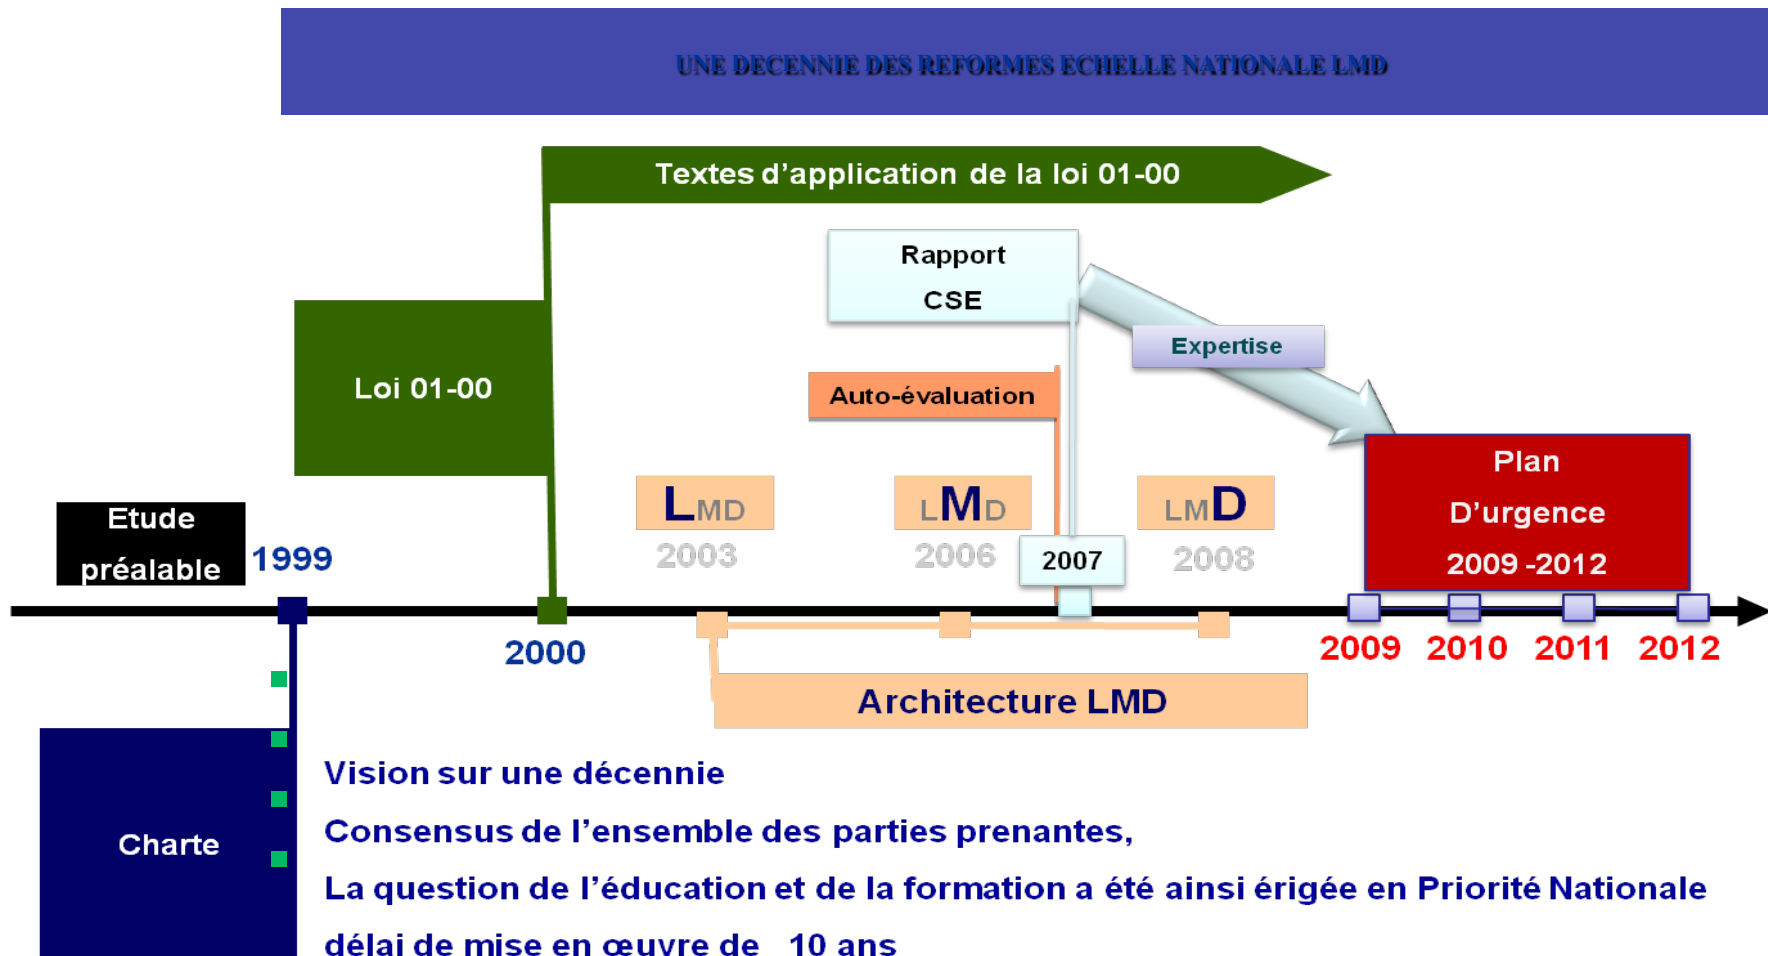 UNE DECENNIE DES REFORMES ECHELLE NATIONALE LMD
Textes d’application de la loi 01-00
Rapport
CSE
Expertise
Loi 01-00
Auto-évaluation
Plan
D’urgence
2009 -2012
LMD
2003
LMD
2006
2007
LMD
2008
Etude
préalable
1999
2000
2009 2010 2011 2012
Architecture LMD
Charte
Vision sur une décennie
Consensus de l’ensemble des parties prenantes,
La question de l’éducation et de la formation a été ainsi érigée en Priorité Nationale
délai de mise en œuvre de 10 ans